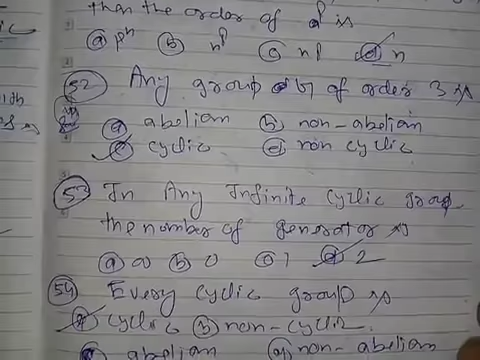 than the order of a^p is
(a) p^n (b) n^p (c) np (d) n
(52) Any group of order 3 is
(a) abelian (b) non-abelian
(c) cyclic (d) non cyclic
(53) In Any Infinite cyclic group
the number of generator is
(a) ∞ (b) 0 (c) 1 (d) 2
(54) Every cyclic group is
(a) cyclic (b) non-cyclic.
abelian (d) non-abelian